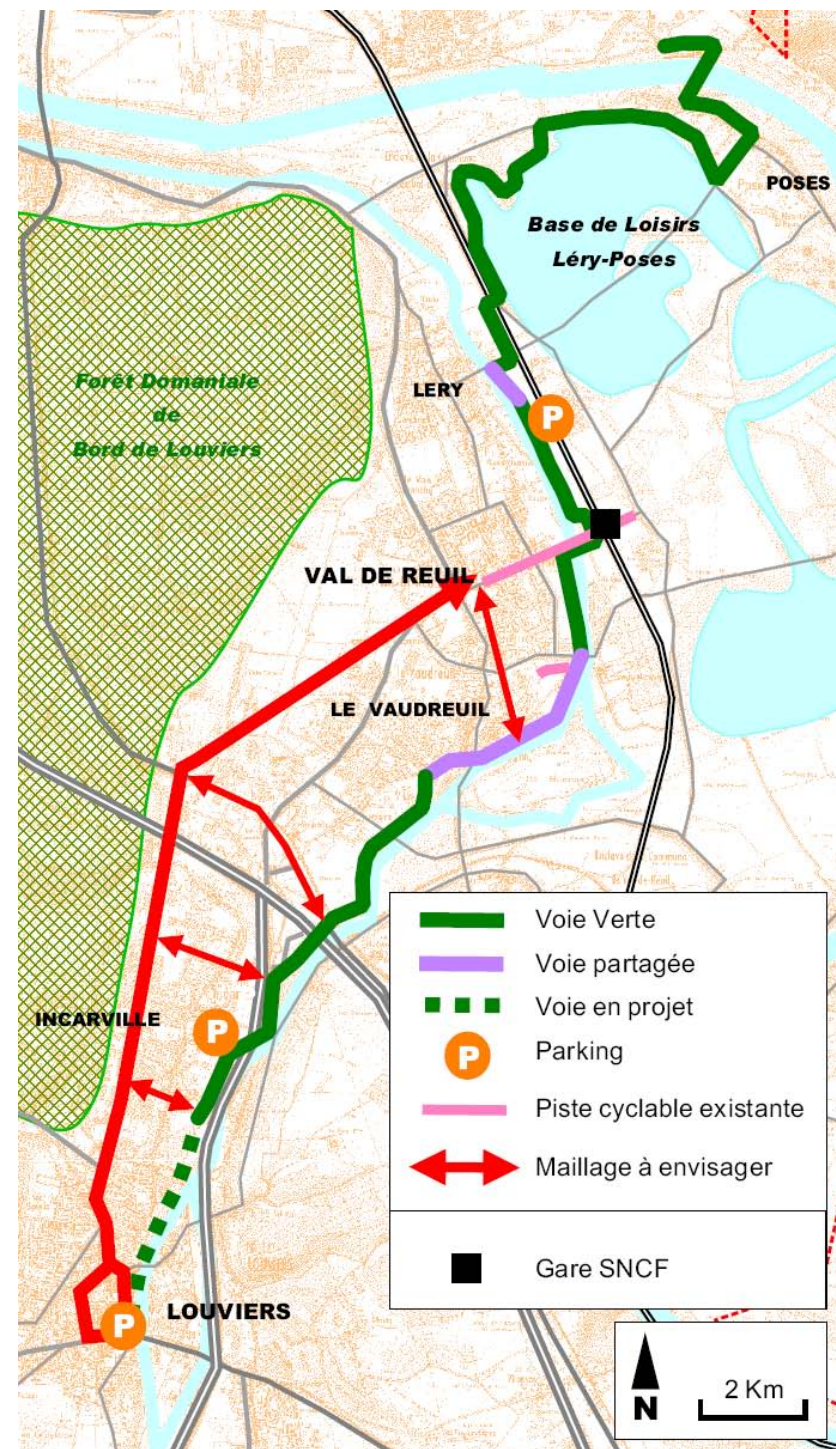 POSES
Base de Loisirs
Léry-Poses
Forêt Domaniale
de
Bord de Louviers
LERY
P
VAL DE REUIL
LE VAUDREUIL
INCARVILLE
P
LOUVIERS
P
Voie Verte
Voie partagée
Voie en projet
P
Parking
Piste cyclable existante
Maillage à envisager
Gare SNCF
N
2 Km